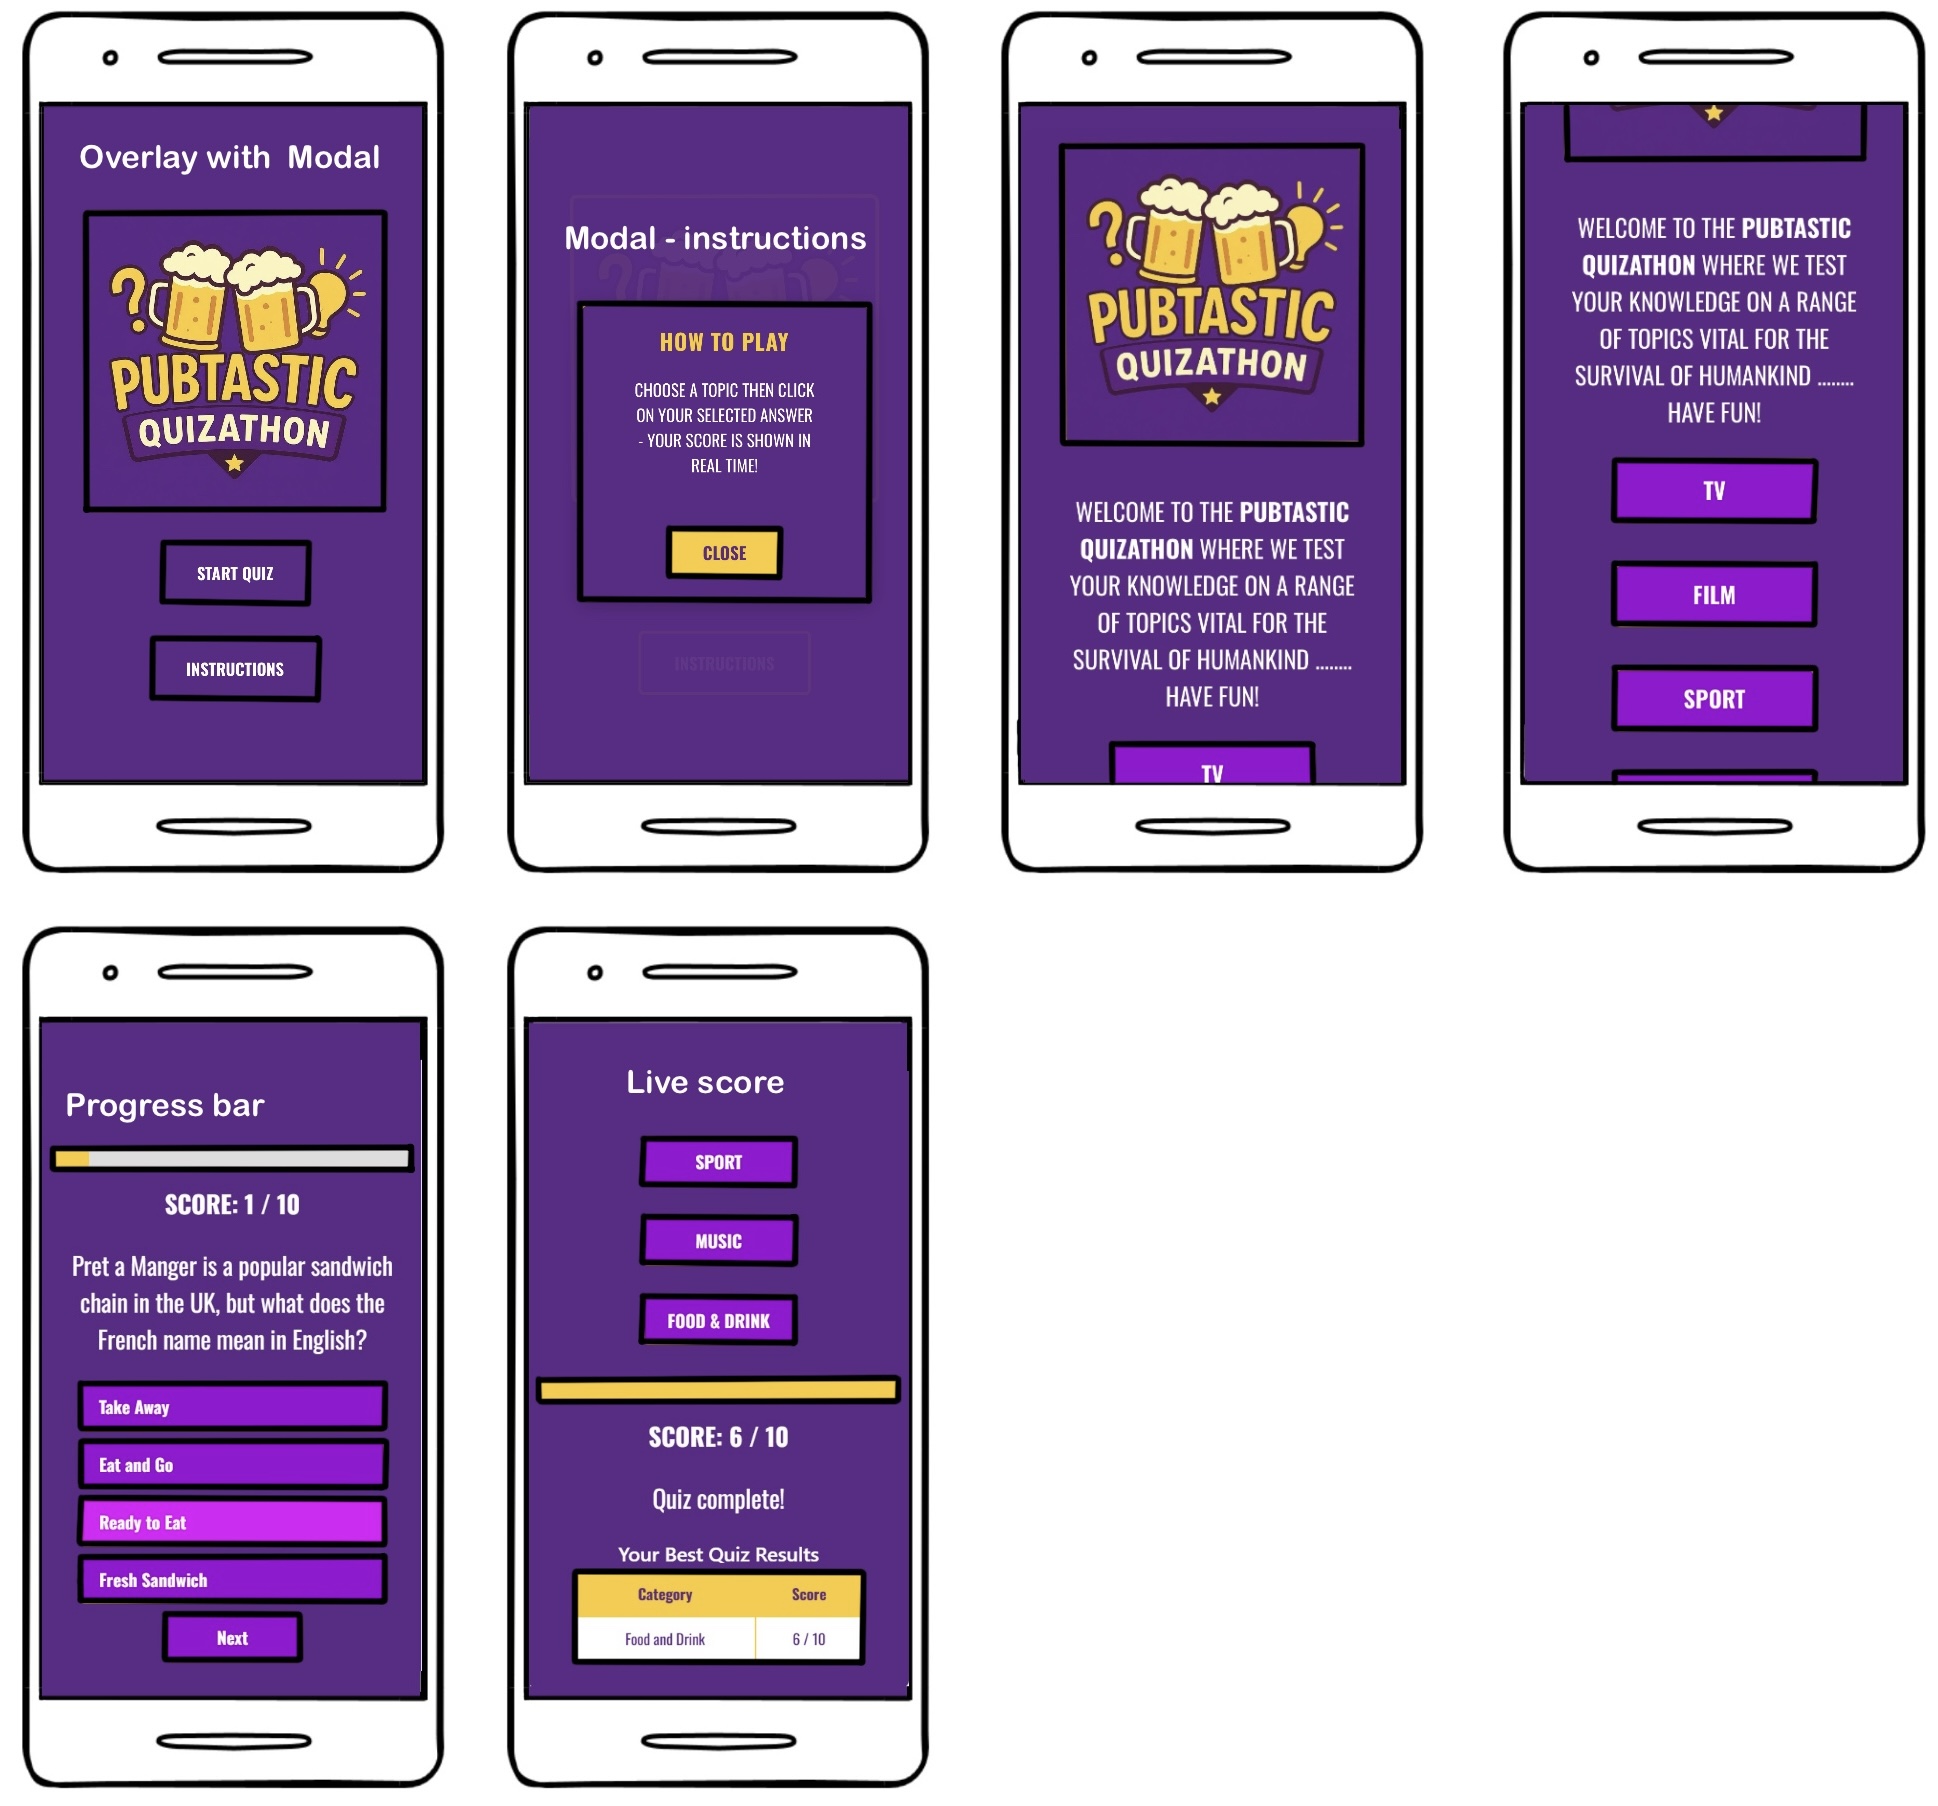 Overlay with Modal
PUBTASTIC
QUIZATHON
START QUIZ
INSTRUCTIONS
Modal - instructions
HOW TO PLAY
CHOOSE A TOPIC THEN CLICK
ON YOUR SELECTED ANSWER
- YOUR SCORE IS SHOWN IN
REAL TIME!
CLOSE
INSTRUCTIONS
PUBTASTIC
QUIZATHON
WELCOME TO THE PUBTASTIC
QUIZATHON WHERE WE TEST
YOUR KNOWLEDGE ON A RANGE
OF TOPICS VITAL FOR THE
SURVIVAL OF HUMANKIND ........
HAVE FUN!
TV
WELCOME TO THE PUBTASTIC
QUIZATHON WHERE WE TEST
YOUR KNOWLEDGE ON A RANGE
OF TOPICS VITAL FOR THE
SURVIVAL OF HUMANKIND ........
HAVE FUN!
TV
FILM
SPORT
Progress bar
SCORE: 1 / 10
Pret a Manger is a popular sandwich
chain in the UK, but what does the
French name mean in English?
Take Away
Eat and Go
Ready to Eat
Fresh Sandwich
Next
Live score
SPORT
MUSIC
FOOD & DRINK
SCORE: 6 / 10
Quiz complete!
Your Best Quiz Results
Category Score
Food and Drink 6 / 10